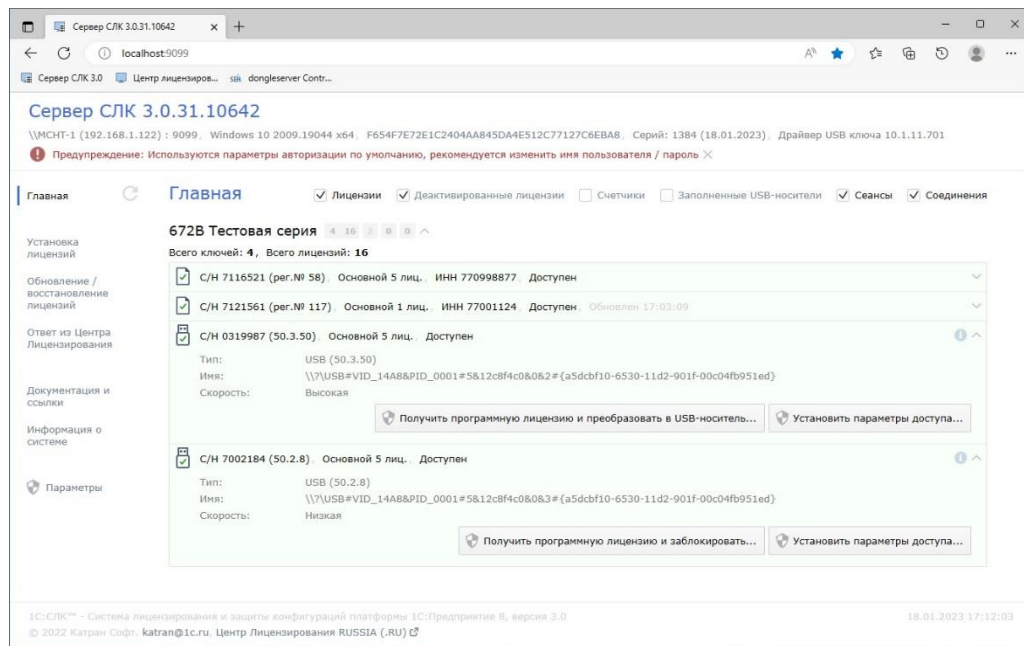 Сервер СЛК 3.0.31.10642
localhost:9099
Сервер СЛК 3.0 Центр лицензиров... SEH dongleserver Contr...
Сервер СЛК 3.0.31.10642
\\MCHT-1 (192.168.1.122) : 9099, Windows 10 2009.19044 x64, F654F7E72E1C2404AA845DA4E512C77127C6EBA8, Серий: 1384 (18.01.2023), Драйвер USB ключа 10.1.11.701
Предупреждение: Используются параметры авторизации по умолчанию, рекомендуется изменить имя пользователя / пароль
Главная
Установка
лицензий
Обновление /
восстановление
лицензий
Ответ из Центра
Лицензирования
Документация и
ссылки
Информация о
системе
Параметры
Главная Лицензии Деактивированные лицензии Счетчики Заполненные USB-носители Сеансы Соединения
672B Тестовая серия 4 16 0 0
Всего ключей: 4, Всего лицензий: 16
С/Н 7116521 (рег.№ 58), Основной 5 лиц., ИНН 770998877, Доступен
С/Н 7121561 (рег.№ 117), Основной 1 лиц., ИНН 77001124, Доступен, Обновлен 17:03:09
С/Н 0319987 (50.3.50), Основной 5 лиц., Доступен
Тип: USB (50.3.50)
Имя: \\?\USB#VID_14A8&PID_0001#5&12c8f4c0&0&2#{a5dcbf10-6530-11d2-901f-00c04fb951ed}
Скорость: Высокая
Получить программную лицензию и преобразовать в USB-носитель... Установить параметры доступа...
С/Н 7002184 (50.2.8), Основной 5 лиц., Доступен
Тип: USB (50.2.8)
Имя: \\?\USB#VID_14A8&PID_0001#5&12c8f4c0&0&3#{a5dcbf10-6530-11d2-901f-00c04fb951ed}
Скорость: Низкая
Получить программную лицензию и заблокировать... Установить параметры доступа...
1С:СЛК™ - Система лицензирования и защиты конфигураций платформы 1С:Предприятие 8, версия 3.0 18.01.2023 17:12:03
© 2022 Катран Софт. katran@1c.ru, Центр Лицензирования RUSSIA (.RU)